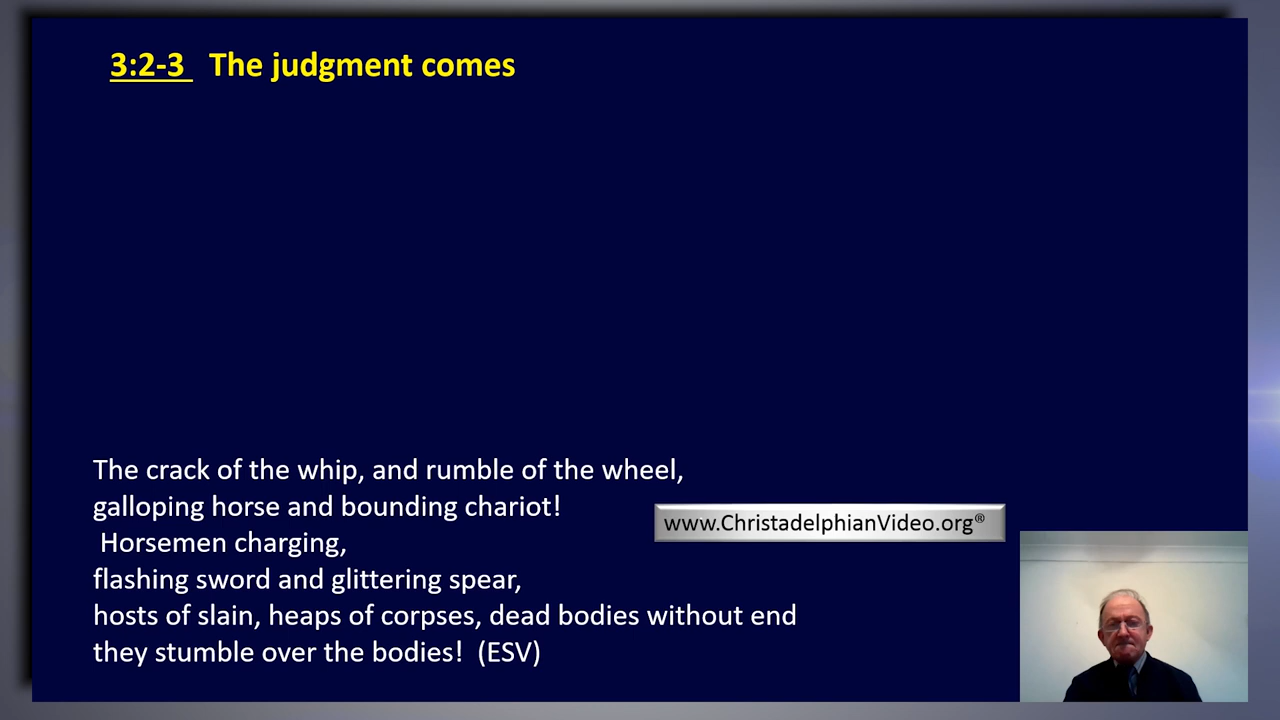 3:2-3 The judgment comes
The crack of the whip, and rumble of the wheel,
galloping horse and bounding chariot!
www.ChristadelphianVideo.org®
Horsemen charging,
flashing sword and glittering spear,
hosts of slain, heaps of corpses, dead bodies without end
they stumble over the bodies! (ESV)